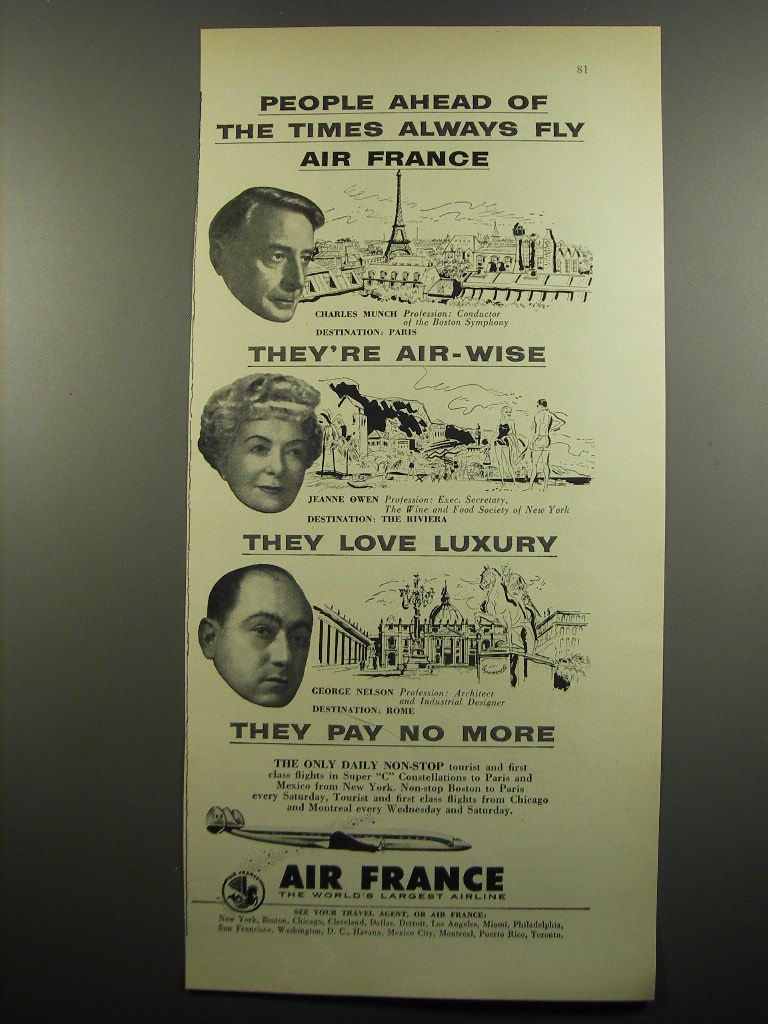 81
PEOPLE AHEAD OF
THE TIMES ALWAYS FLY
AIR FRANCE
CHARLES MUNCH Profession: Conductor
of the Boston Symphony
DESTINATION: PARIS
THEY'RE AIR-WISE
JEANNE OWEN Profession: Exec. Secretary,
The Wine and Food Society of New York
DESTINATION: THE RIVIERA
THEY LOVE LUXURY
GEORGE NELSON Profession: Architect
and Industrial Designer
DESTINATION: ROME
THEY PAY NO MORE
THE ONLY DAILY NON-STOP tourist and first
class flights in Super "C" Constellations to Paris and
Mexico from New York. Non-stop Boston to Paris
every Saturday, Tourist and first class flights from Chicago
and Montreal every Wednesday and Saturday.
AIR FRANCE
AIR FRANCE
THE WORLD'S LARGEST AIRLINE
SEE YOUR TRAVEL AGENT, OR AIR FRANCE:
New York, Boston, Chicago, Cleveland, Dallas, Detroit, Los Angeles, Miami, Philadelphia,
San Francisco, Washington, D. C., Havana, Mexico City, Montreal, Puerto Rico, Toronto.